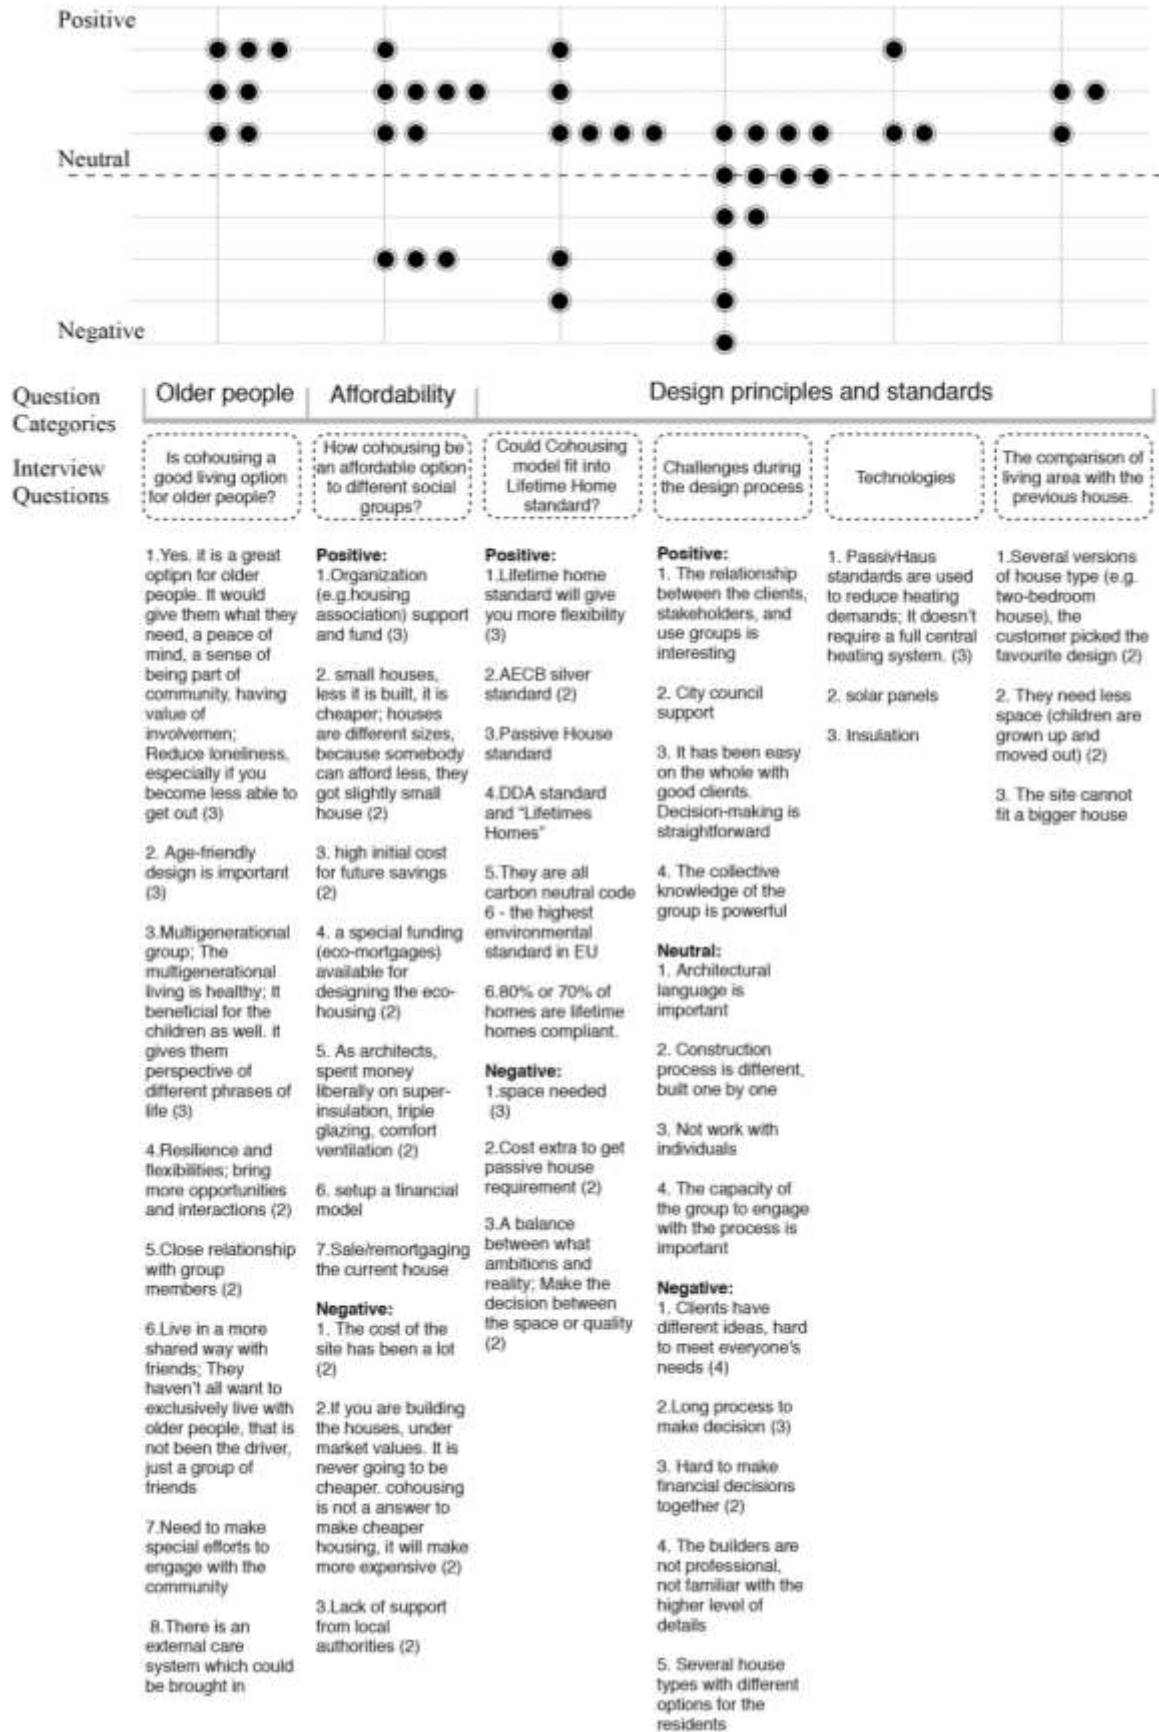 Positive
Neutral
Negative
Question
Categories
Older people
Affordability
Design principles and standards
Interview
Questions
Is cohousing a
good living option
for older people?
How cohousing be
an affordable option
to different social
groups?
Could Cohousing
model fit into
Lifetime Home
standard?
Challenges during
the design process
Technologies
The comparison of
living area with the
previous house.
1.Yes. it is a great
optipn for older
people. It would
give them what they
need, a peace of
mind, a sense of
being part of
community, having
value of
involvemen;
Reduce loneliness,
especially if you
become less able to
get out (3)
2. Age-friendly
design is important
(3)
3.Multigenerational
group; The
multigenerational
living is healthy; It
beneficial for the
children as well. it
gives them
perspective of
different phrases of
life (3)
4.Resilience and
flexibilities; bring
more opportunities
and interactions (2)
5.Close relationship
with group
members (2)
6.Live in a more
shared way with
friends; They
haven't all want to
exclusively live with
older people, that is
not been the driver,
just a group of
friends
7.Need to make
special efforts to
engage with the
community
8.There is an
external care
system which could
be brought in
Positive:
1.Organization
(e.g.housing
association) support
and fund (3)
2. small houses,
less it is built, it is
cheaper; houses
are different sizes,
because somebody
can afford less, they
got slightly small
house (2)
3. high initial cost
for future savings
(2)
4. a special funding
(eco-mortgages)
available for
designing the eco-
housing (2)
5. As architects,
spent money
liberally on super-
insulation, triple
glazing, comfort
ventilation (2)
6. setup a financial
model
7.Sale/remortgaging
the current house
Negative:
1. The cost of the
site has been a lot
(2)
2.If you are building
the houses, under
market values. It is
never going to be
cheaper. cohousing
is not a answer to
make cheaper
housing, it will make
more expensive (2)
3.Lack of support
from local
authorities (2)
Positive:
1.Lifetime home
standard will give
you more flexibility
(3)
2.AECB silver
standard (2)
3.Passive House
standard
4.DDA standard
and "Lifetimes
Homes"
5.They are all
carbon neutral code
6 - the highest
environmental
standard in EU
6.80% or 70% of
homes are lifetime
homes compliant.
Negative:
1.space needed
(3)
2.Cost extra to get
passive house
requirement (2)
3.A balance
between what
ambitions and
reality; Make the
decision between
the space or quality
(2)
Positive:
1. The relationship
between the clients,
stakeholders, and
use groups is
interesting
2. City council
support
3. It has been easy
on the whole with
good clients.
Decision-making is
straightforward
4. The collective
knowledge of the
group is powerful
Neutral:
1. Architectural
language is
important
2. Construction
process is different,
built one by one
3. Not work with
individuals
4. The capacity of
the group to engage
with the process is
important
Negative:
1. Clients have
different ideas, hard
to meet everyone's
needs (4)
2.Long process to
make decision (3)
3. Hard to make
financial decisions
together (2)
4. The builders are
not professional,
not familiar with the
higher level of
details
5. Several house
types with different
options for the
residents
1. PassivHaus
standards are used
to reduce heating
demands; It doesn't
require a full central
heating system. (3)
2. solar panels
3. Insulation
1.Several versions
of house type (e.g.
two-bedroom
house), the
customer picked the
favourite design (2)
2. They need less
space (children are
grown up and
moved out) (2)
3. The site cannot
fit a bigger house